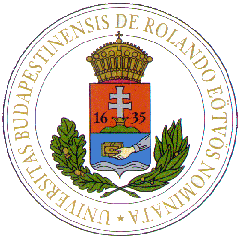 UNIVERSITAS BUDAPESTINENSIS DE ROLANDO EÖTVÖS NOMINATA
16 35